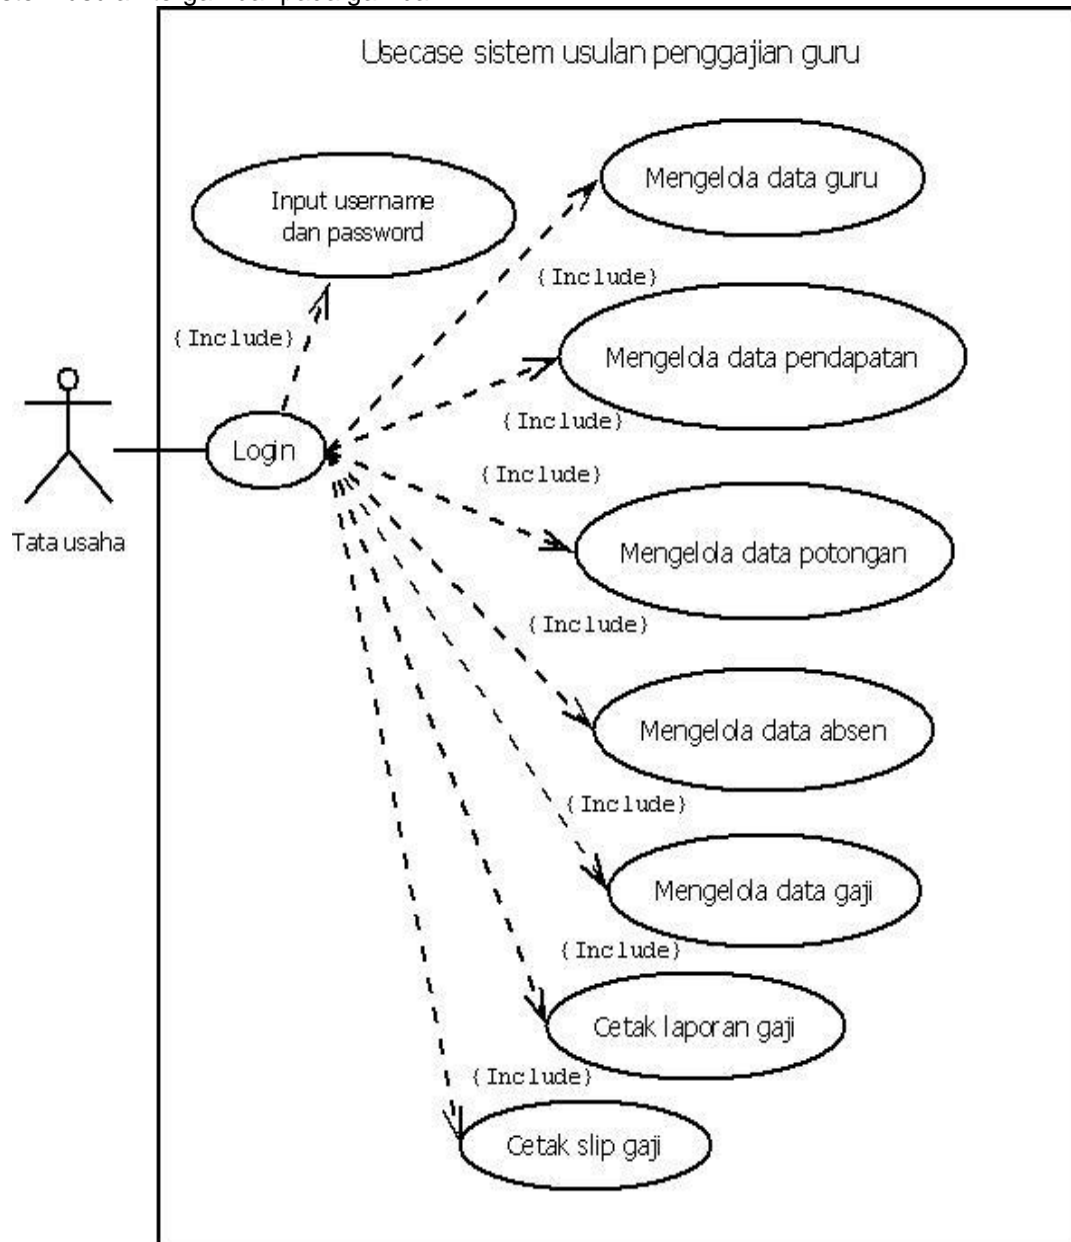 Usecase sistem usulan penggajian guru
Input username
dan password
Mengelola data guru
{Include}
{Include}
Mengelola data pendapatan
{Include}
Login
{Include}
Tata usaha
Mengelola data potongan
{Include}
Mengelola data absen
{Include}
Mengelola data gaji
{Include}
Cetak laporan gaji
{Include}
Cetak slip gaji